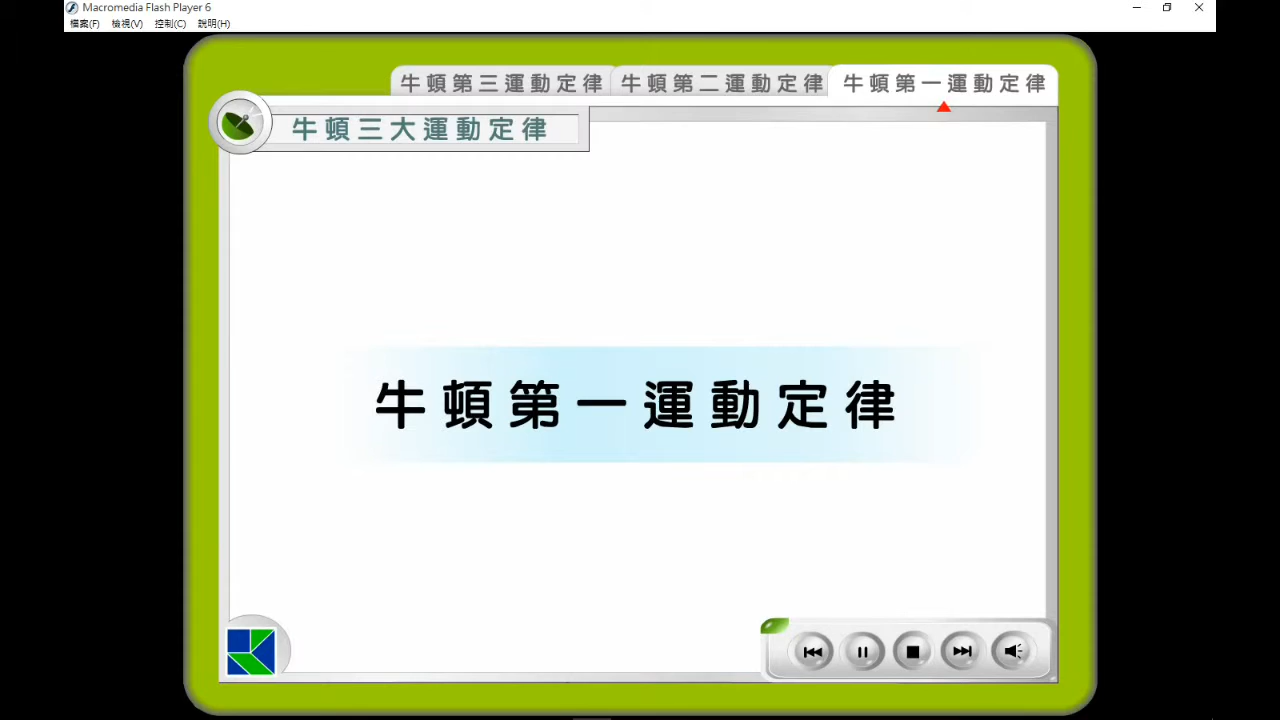 Macromedia Flash Player 6
檔案(F) 檢視(V) 控制(C) 說明(H)
牛頓第三運動定律 牛頓第二運動定律 牛頓第一運動定律
牛頓三大運動定律
牛頓第一運動定律